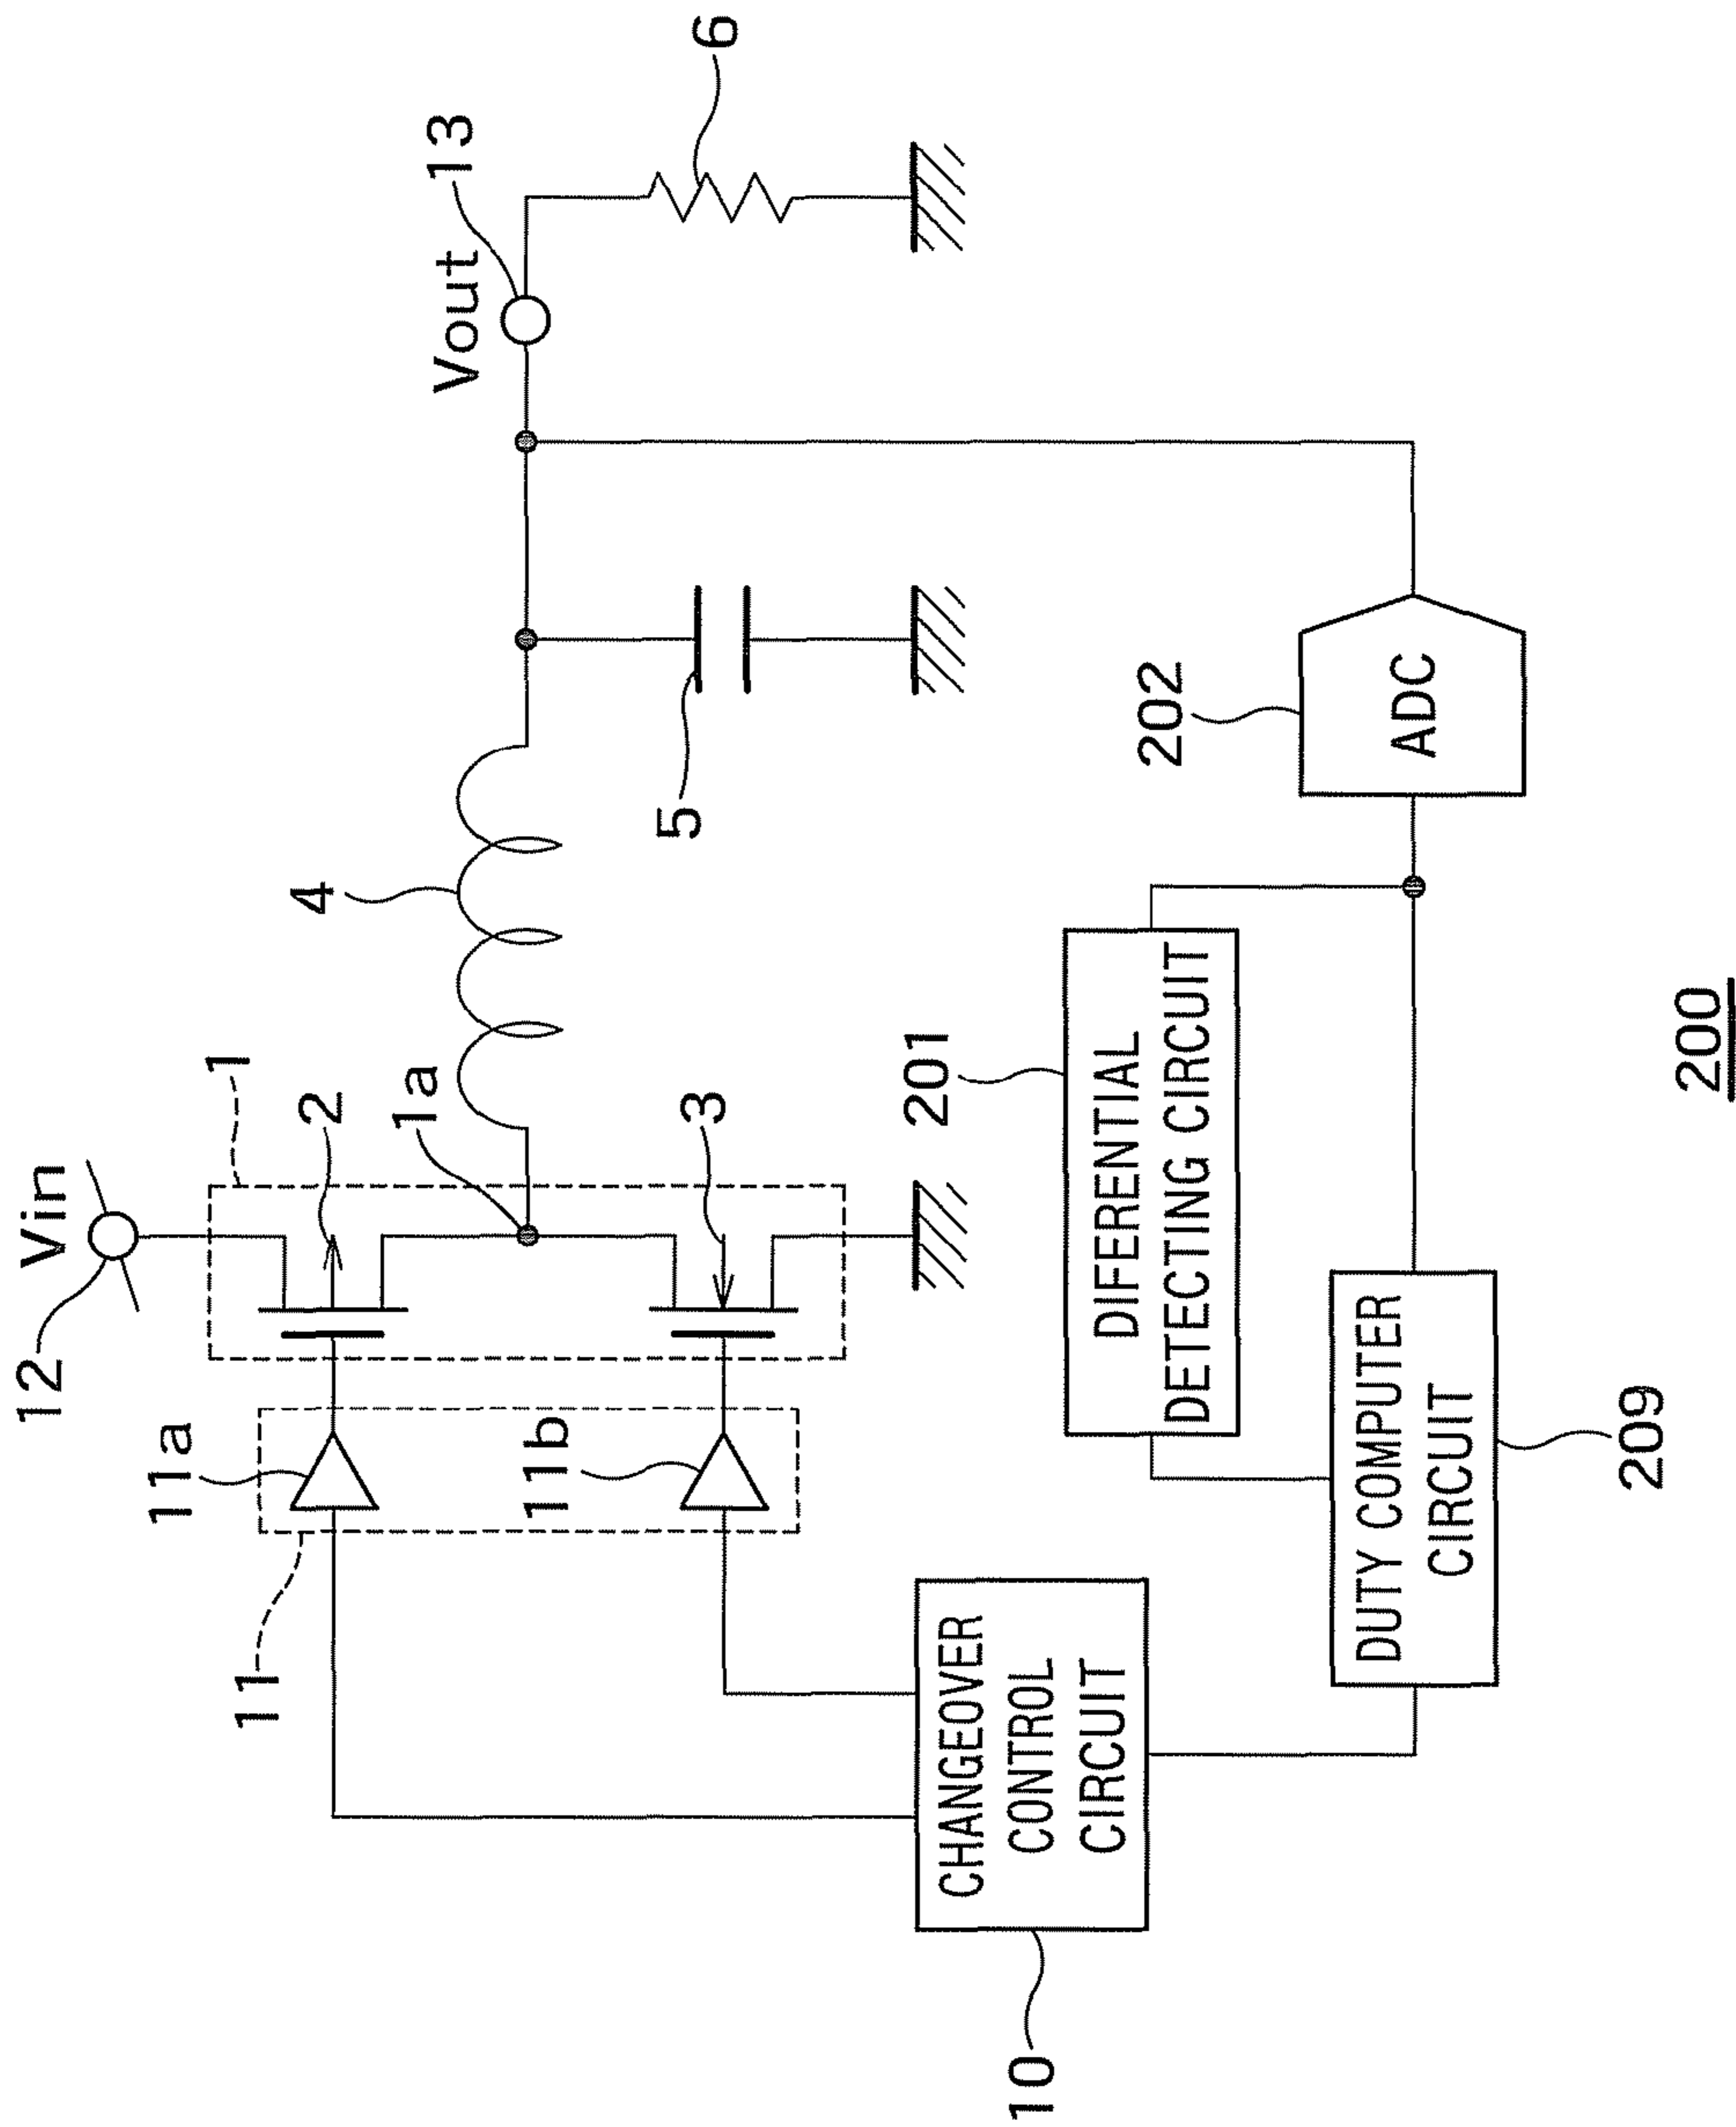 12
Vin
11a
1
11
2
4
1a
13
Vout
11b
5
3
6
201
CHANGEOVER
CONTROL
CIRCUIT
10
DIFERENTIAL
DETECTING CIRCUIT
202
ADC
DUTY COMPUTER
CIRCUIT
209
200